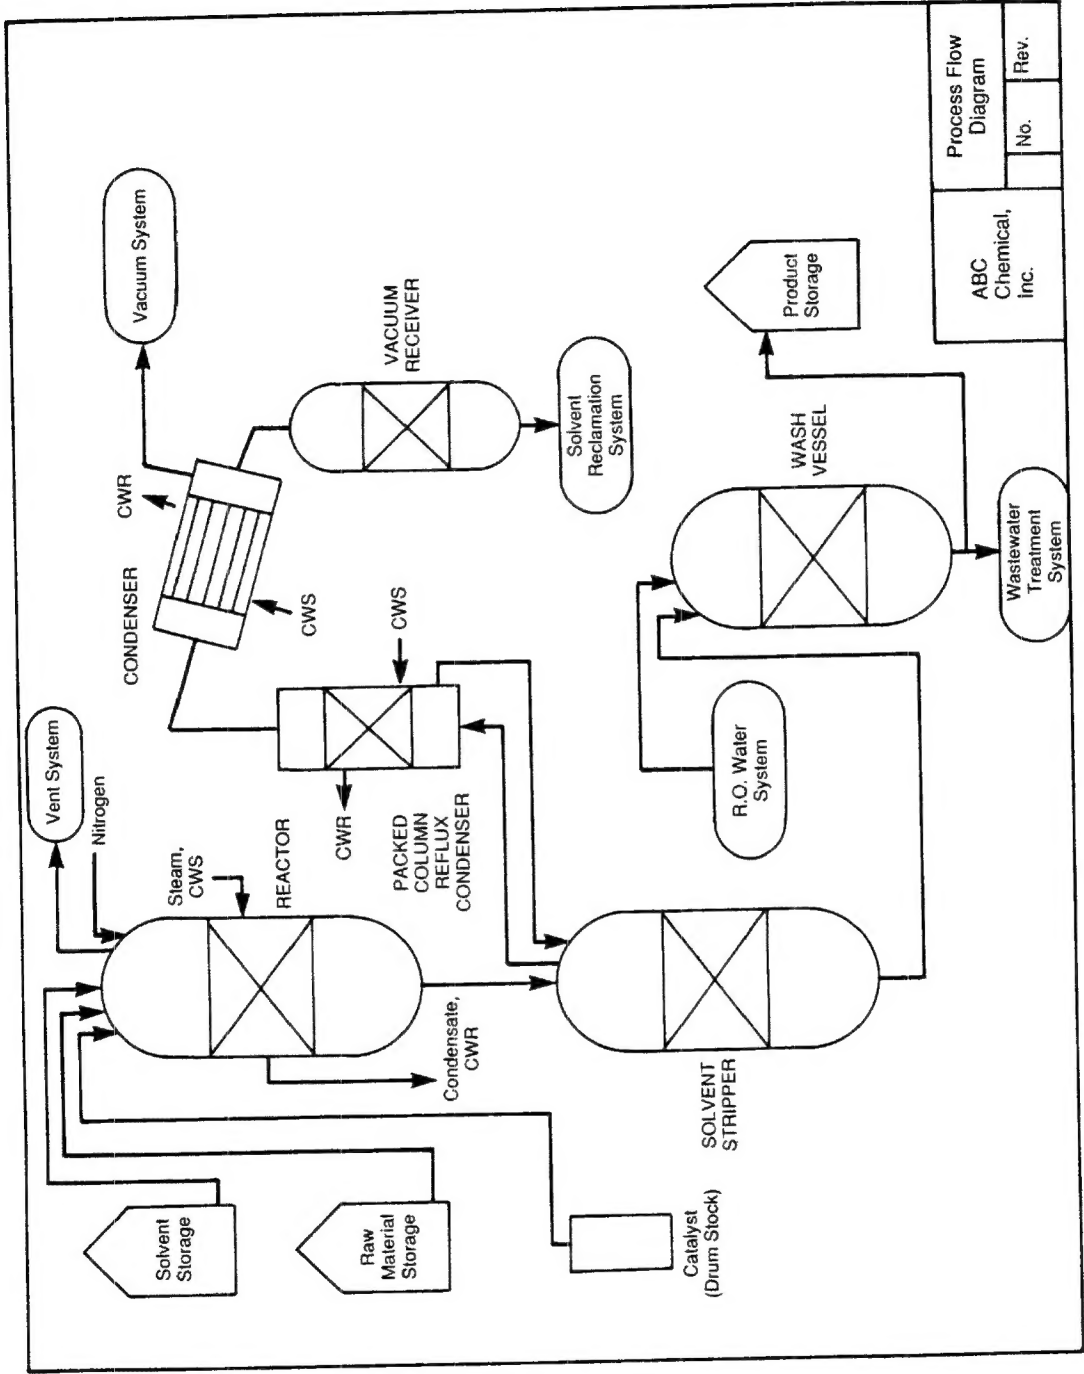 Vent System
Nitrogen
Steam,
CWS
REACTOR
Condensate,
CWR
Solvent
Storage
Raw
Material
Storage
Catalyst
(Drum Stock)
SOLVENT
STRIPPER
PACKED
COLUMN
REFLUX
CONDENSER
CWR
CWS
CONDENSER
CWS
CWR
Vacuum System
VACUUM
RECEIVER
Solvent
Reclamation
System
R.O. Water
System
WASH
VESSEL
Wastewater
Treatment
System
Product
Storage
ABC
Chemical,
Inc.
Process Flow
Diagram
No.
Rev.